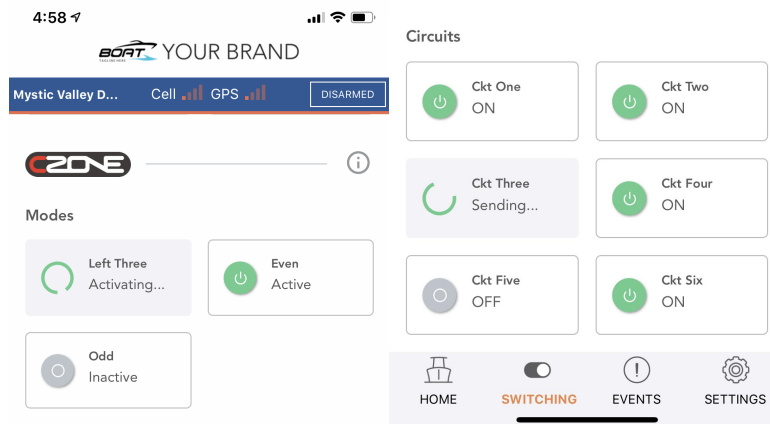 4:58
BOAT YOUR BRAND
Mystic Valley D... Cell GPS DISARMED
CZONE
Modes
Left Three
Activating...
Even
Active
Odd
Inactive
Circuits
Ckt One
ON
Ckt Two
ON
Ckt Three
Sending...
Ckt Four
ON
Ckt Five
OFF
Ckt Six
ON
HOME SWITCHING EVENTS SETTINGS